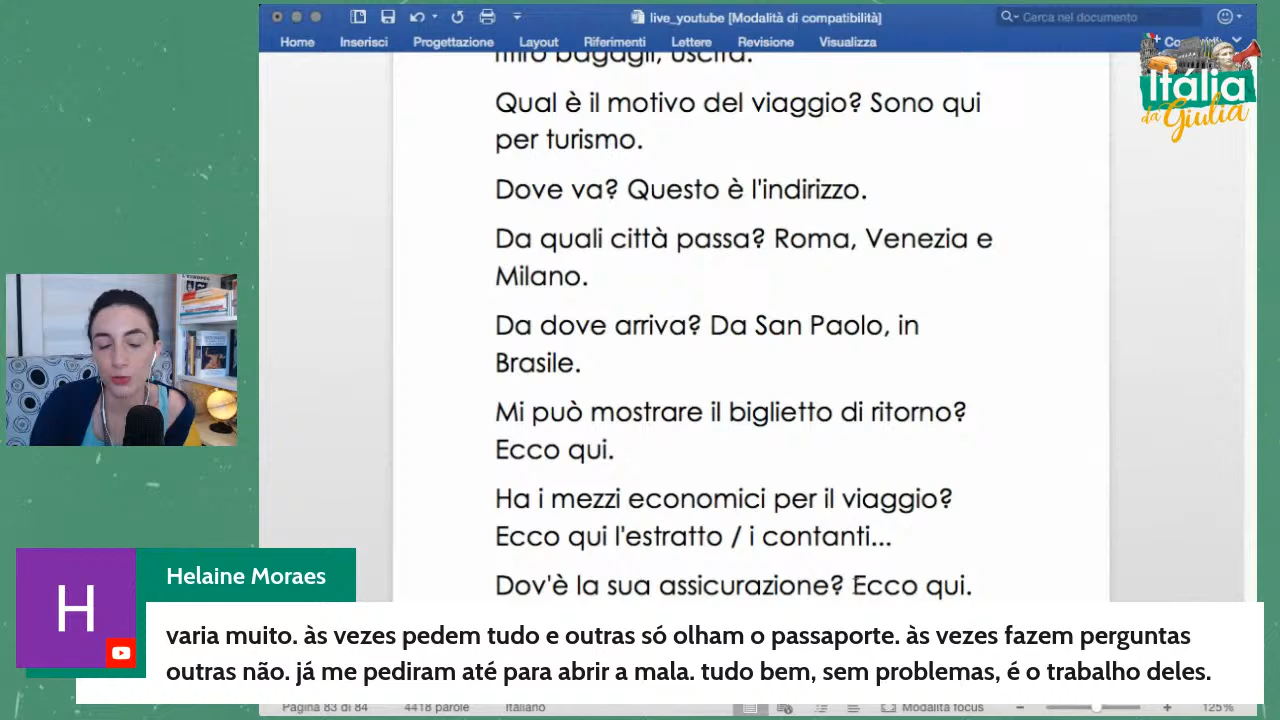 live_youtube [Modalità di compatibilità]
Cerca nel documento
Home Inserisci Progettazione Layout Riferimenti Lettere Revisione Visualizza
Itália
da Giulia
ritiro bagagli, uscita.
Qual è il motivo del viaggio? Sono qui
per turismo.
Dove va? Questo è l'indirizzo.
Da quali città passa? Roma, Venezia e
Milano.
Da dove arriva? Da San Paolo, in
Brasile.
Mi può mostrare il biglietto di ritorno?
Ecco qui.
Ha i mezzi economici per il viaggio?
Ecco qui l'estratto / i contanti...
Dov'è la sua assicurazione? Ecco qui.
H
Helaine Moraes
varia muito. às vezes pedem tudo e outras só olham o passaporte. às vezes fazem perguntas
outras não. já me pediram até para abrir a mala. tudo bem, sem problemas, é o trabalho deles.
Pagina 83 di 84 4418 parole Italiano Modalità focus 125%